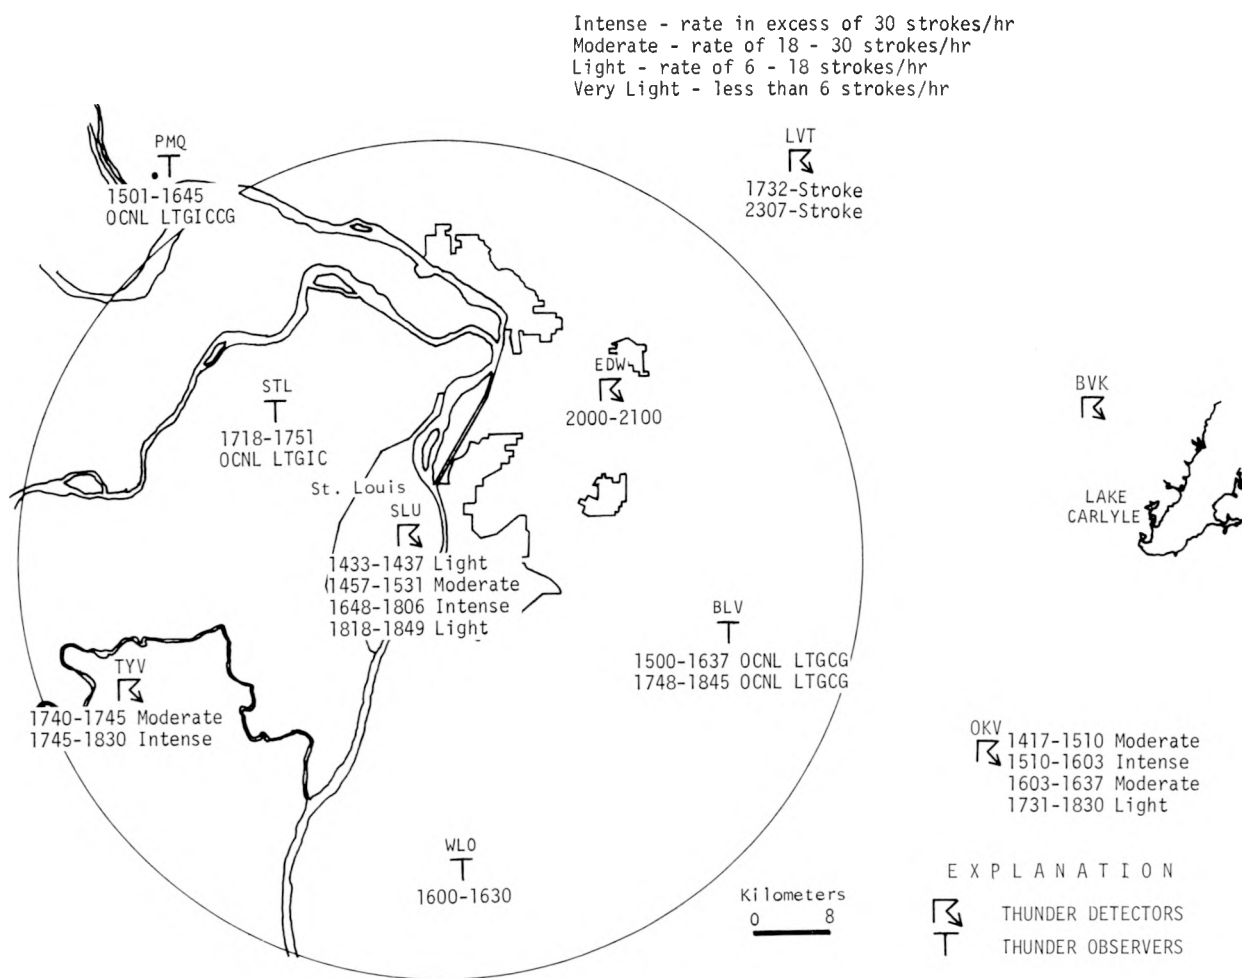 Intense - rate in excess of 30 strokes/hr
Moderate - rate of 18 - 30 strokes/hr
Light - rate of 6 - 18 strokes/hr
Very Light - less than 6 strokes/hr
PMQ
1501-1645
OCNL LTGICCG
LVT
1732-Stroke
2307-Stroke
EDW
2000-2100
BVK
STL
1718-1751
OCNL LTGIC
LAKE
CARLYLE
St. Louis
SLU
1433-1437 Light
1457-1531 Moderate
1648-1806 Intense
1818-1849 Light
BLV
1500-1637 OCNL LTGCG
1748-1845 OCNL LTGCG
TYV
1740-1745 Moderate
1745-1830 Intense
OKV
1417-1510 Moderate
1510-1603 Intense
1603-1637 Moderate
1731-1830 Light
WLO
1600-1630
Kilometers
0 8
EXPLANATION
THUNDER DETECTORS
THUNDER OBSERVERS